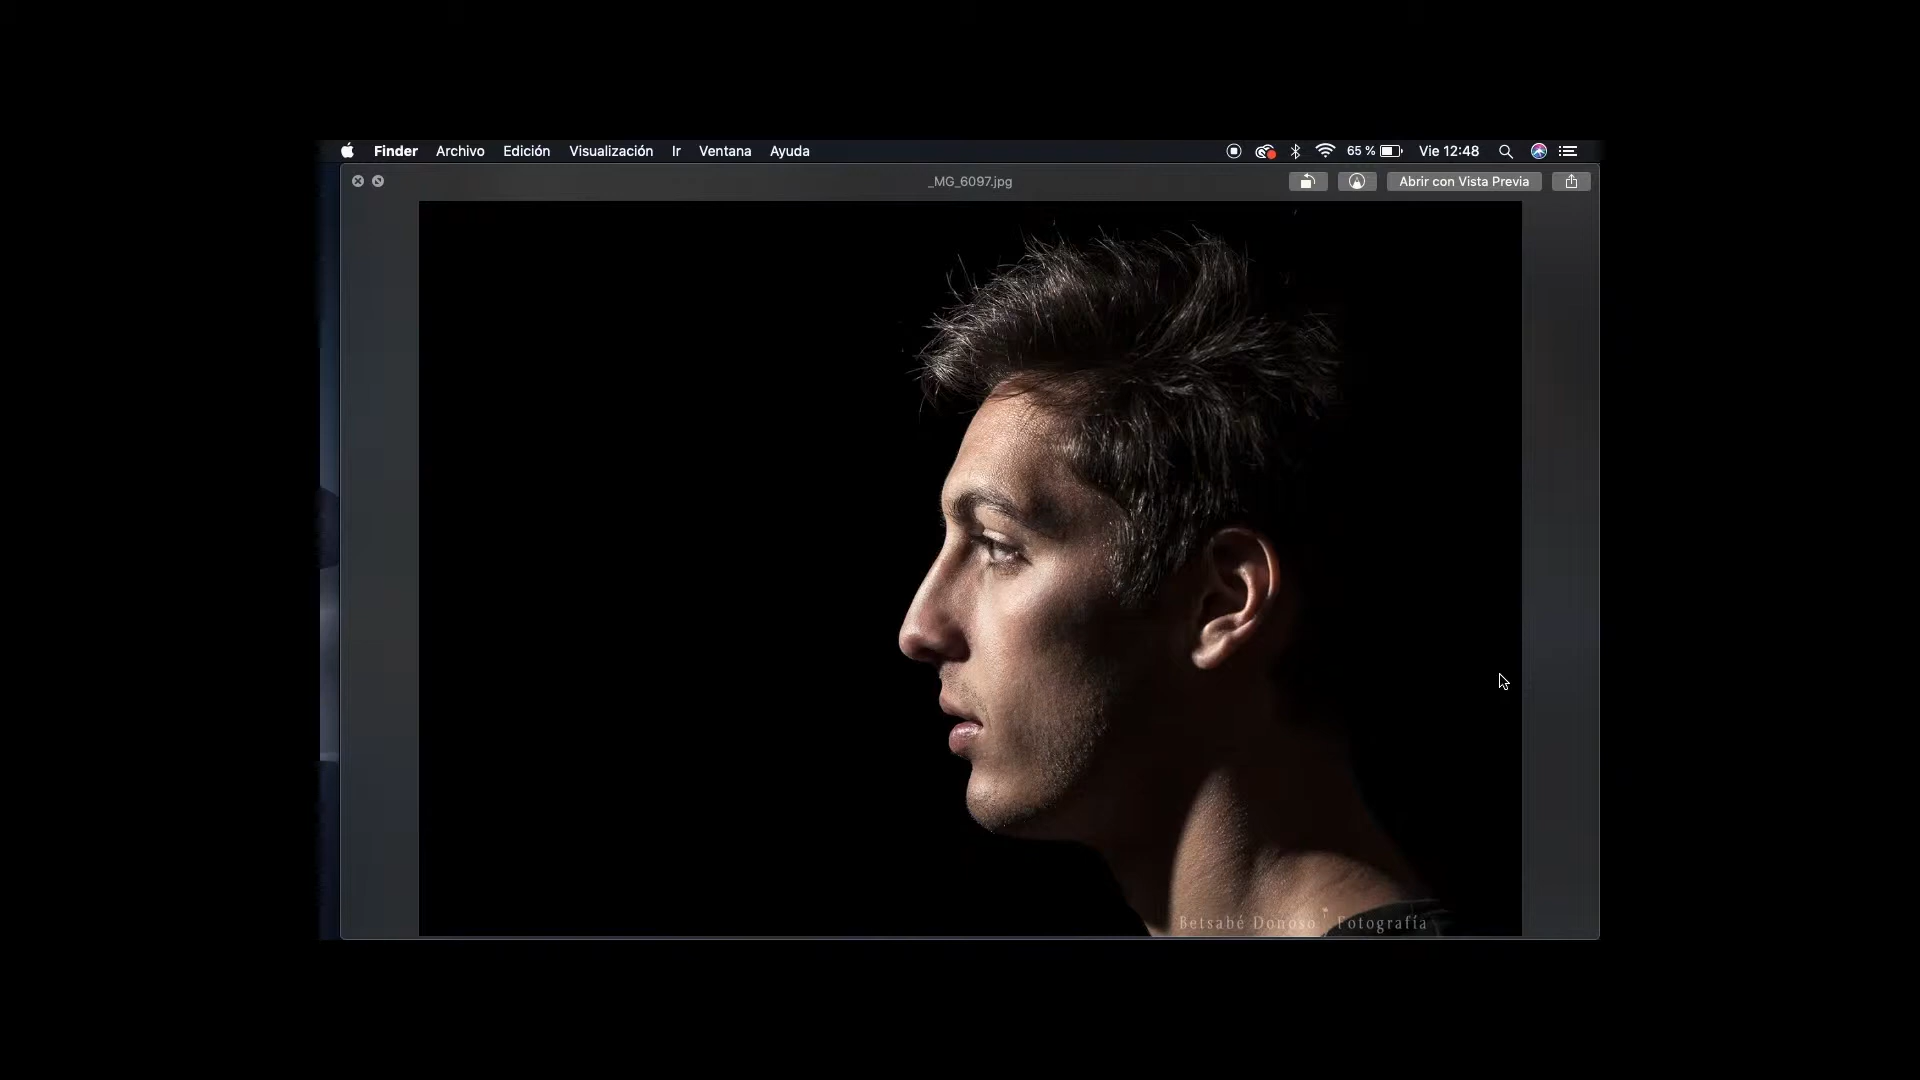 Finder Archivo Edición Visualización Ir Ventana Ayuda 65 % Vie 12:48
_MG_6097.jpg Abrir con Vista Previa
Betsabé Donoso Fotografía